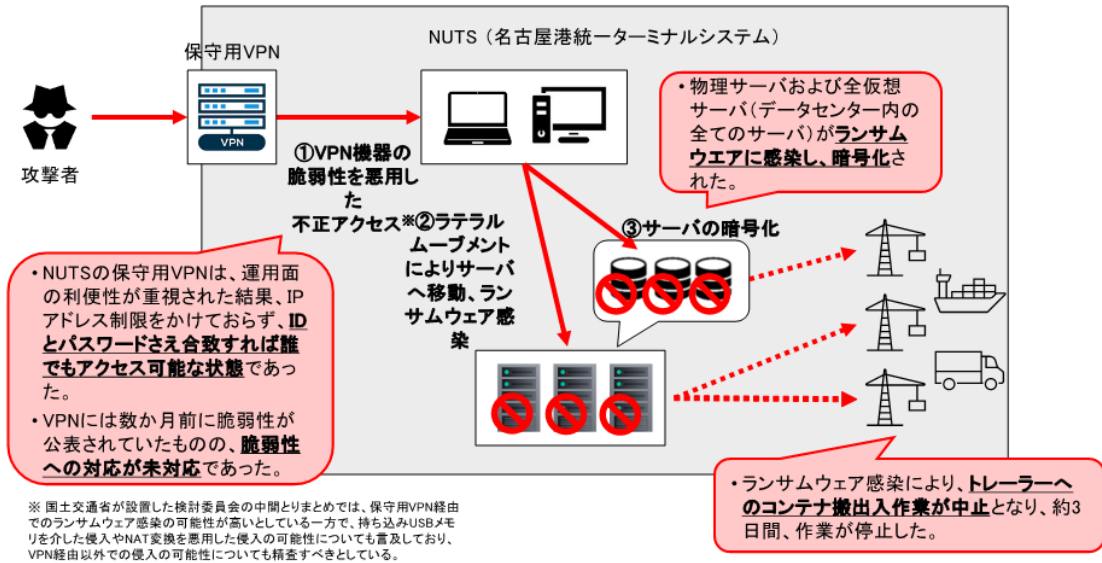 NUTS（名古屋港統一ターミナルシステム）
保守用VPN
VPN
攻撃者
①VPN機器の
脆弱性を悪用し
た
不正アクセス※
②ラテラル
ムーブメント
によりサーバ
へ移動、ラン
サムウェア感
染
③サーバの暗号化
・物理サーバおよび全仮想
サーバ（データセンター内の
全てのサーバ）がランサム
ウエアに感染し、暗号化さ
れた。
・NUTSの保守用VPNは、運用面
の利便性が重視された結果、IP
アドレス制限をかけておらず、ID
とパスワードさえ合致すれば誰
でもアクセス可能な状態であっ
た。
・VPNには数か月前に脆弱性が
公表されていたものの、脆弱性
への対応が未対応であった。
・ランサムウェア感染により、トレーラーへ
のコンテナ搬出入作業が中止となり、約3
日間、作業が停止した。
※ 国土交通省が設置した検討委員会の中間とりまとめでは、保守用VPN経由
でのランサムウェア感染の可能性が高いとしている一方で、持ち込みUSBメモ
リを介した侵入やNAT変換を悪用した侵入の可能性についても言及しており、
VPN経由以外での侵入の可能性についても精査すべきとしている。